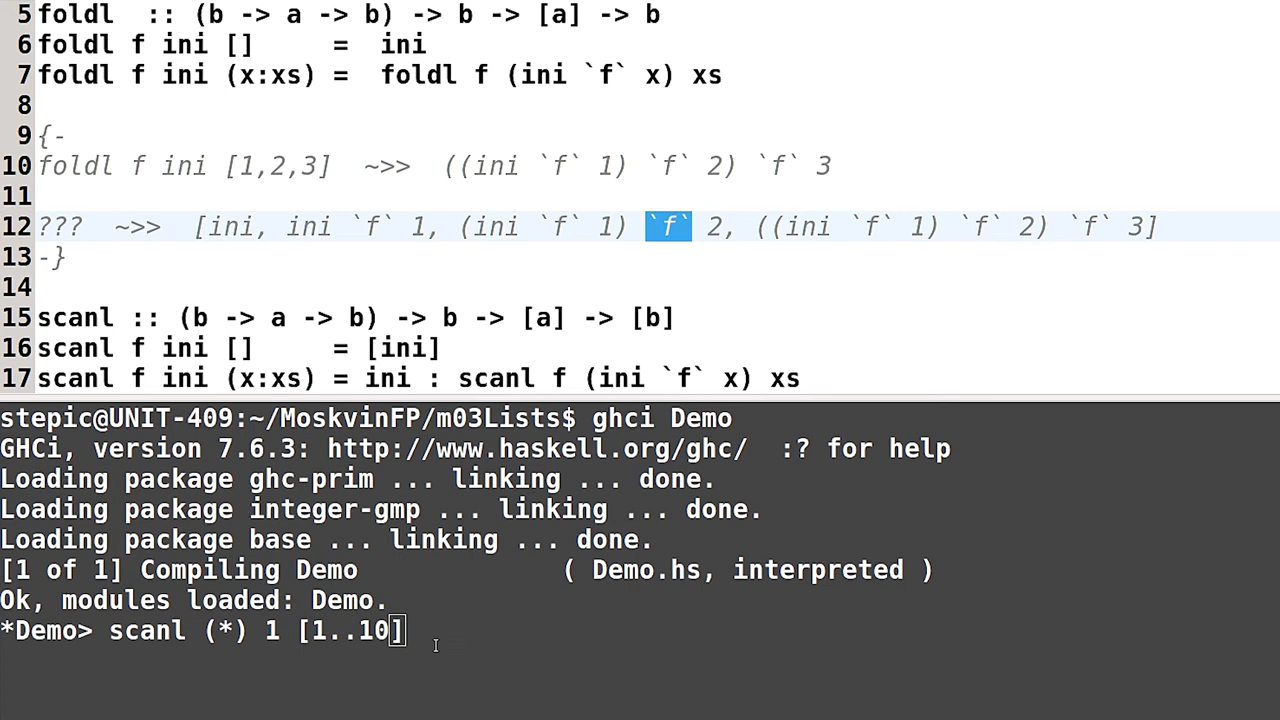 5 foldl  :: (b -> a -> b) -> b -> [a] -> b
6 foldl f ini []     =  ini
7 foldl f ini (x:xs) =  foldl f (ini `f` x) xs
8
9 {-
10 foldl f ini [1,2,3]  ~>>  ((ini `f` 1) `f` 2) `f` 3
11
12 ???  ~>>  [ini, ini `f` 1, (ini `f` 1) `f` 2, ((ini `f` 1) `f` 2) `f` 3]
13 -}
14
15 scanl :: (b -> a -> b) -> b -> [a] -> [b]
16 scanl f ini []     = [ini]
17 scanl f ini (x:xs) = ini : scanl f (ini `f` x) xs
stepic@UNIT-409:~/MoskvinFP/m03Lists$ ghci Demo
GHCi, version 7.6.3: http://www.haskell.org/ghc/  :? for help
Loading package ghc-prim ... linking ... done.
Loading package integer-gmp ... linking ... done.
Loading package base ... linking ... done.
[1 of 1] Compiling Demo             ( Demo.hs, interpreted )
Ok, modules loaded: Demo.
*Demo> scanl (*) 1 [1..10]